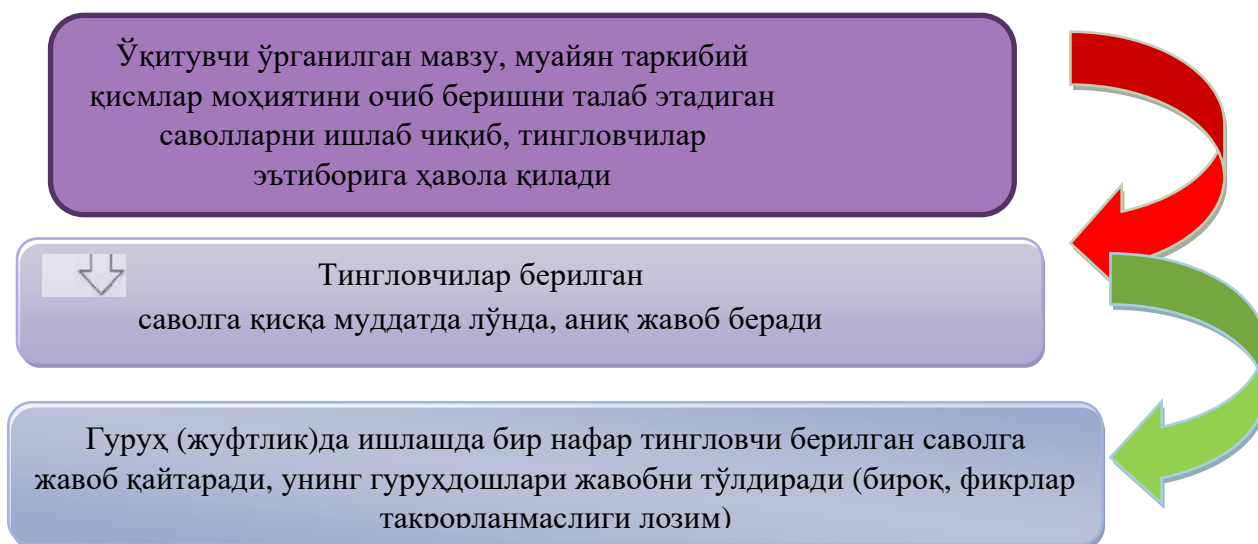 Ўқитувчи ўрганилган мавзу, муайян таркибий
қисмлар моҳиятини очиб беришни талаб этадиган
саволларни ишлаб чиқиб, тингловчилар
эътиборига ҳавола қилади
Тингловчилар берилган
саволга қисқа муддатда лўнда, аниқ жавоб беради
Гуруҳ (жуфтлик)да ишлашда бир нафар тингловчи берилган саволга
жавоб қайтаради, унинг гуруҳдошлари жавобни тўлдиради (бироқ, фикрлар
такрорланмаслиги лозим)